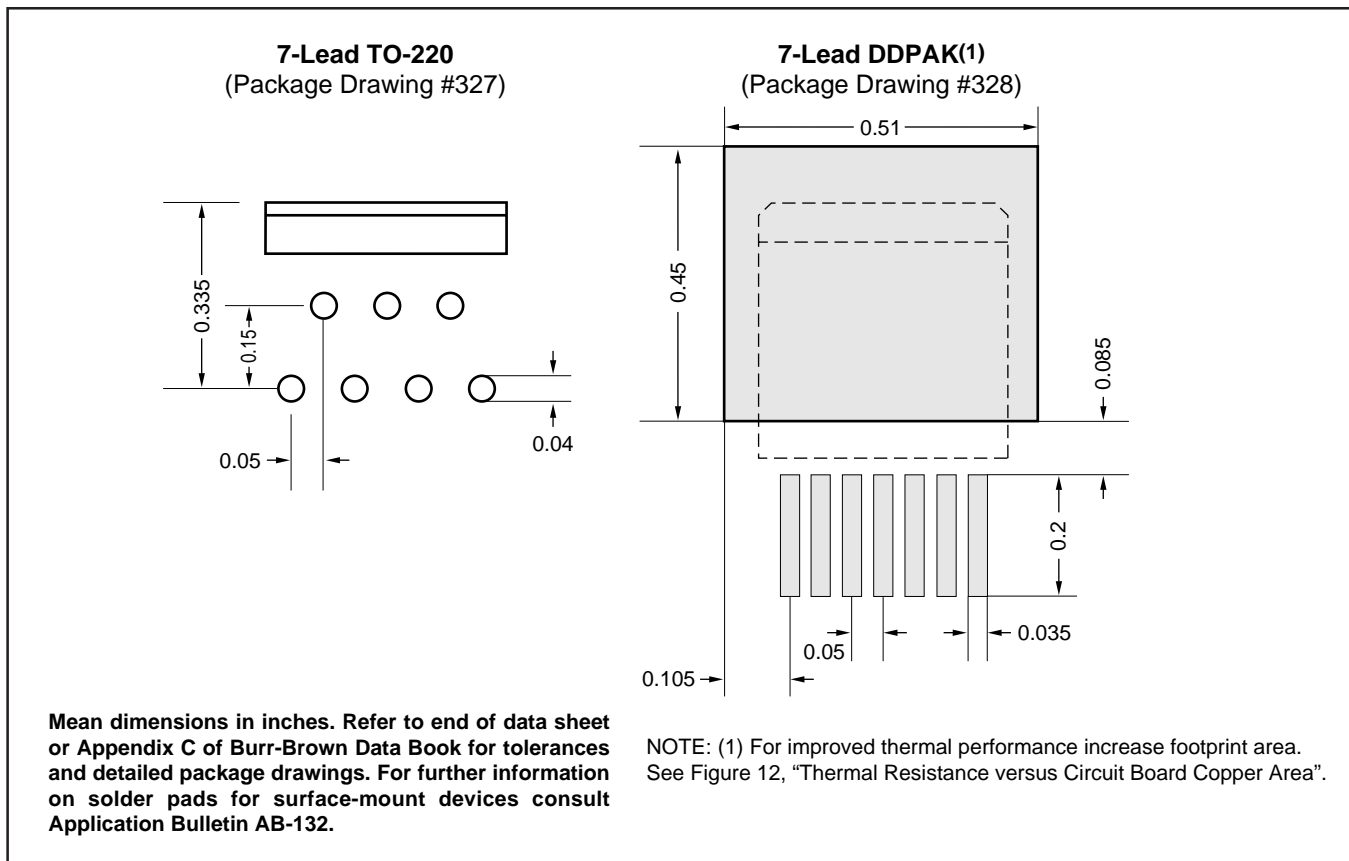 7-Lead TO-220
(Package Drawing #327)
0.335
0.15
0.04
0.05
Mean dimensions in inches. Refer to end of data sheet
or Appendix C of Burr-Brown Data Book for tolerances
and detailed package drawings. For further information
on solder pads for surface-mount devices consult
Application Bulletin AB-132.
7-Lead DDPAK(1)
(Package Drawing #328)
0.51
0.45
0.085
0.2
0.035
0.05
0.105
NOTE: (1) For improved thermal performance increase footprint area.
See Figure 12, “Thermal Resistance versus Circuit Board Copper Area”.